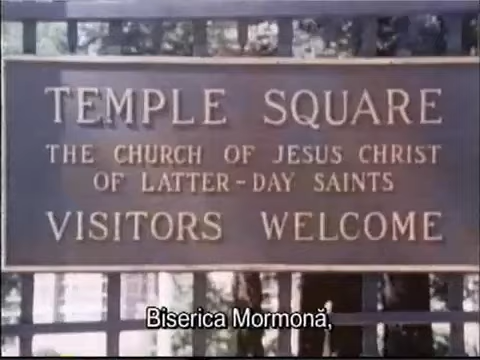 TEMPLE SQUARE
THE CHURCH OF JESUS CHRIST
OF LATTER-DAY SAINTS
VISITORS WELCOME
Biserica Mormonă,